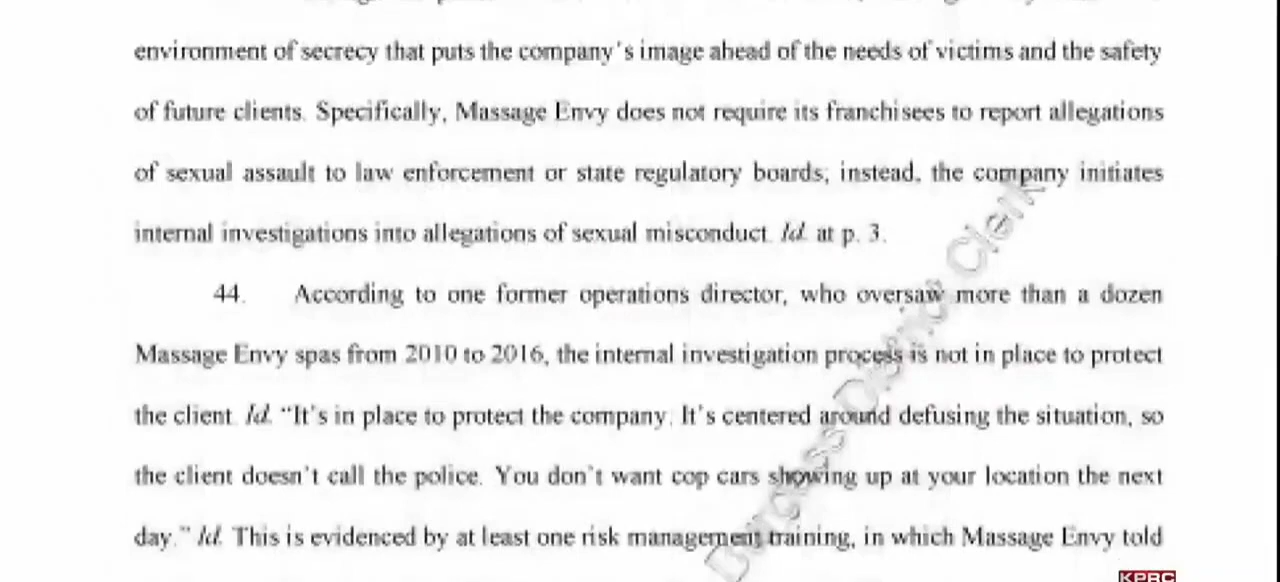 environment of secrecy that puts the company's image ahead of the needs of victims and the safety
of future clients. Specifically, Massage Envy does not require its franchisees to report allegations
of sexual assault to law enforcement or state regulatory boards; instead, the company initiates
internal investigations into allegations of sexual misconduct. Id. at p. 3.
44. According to one former operations director, who oversaw more than a dozen
Massage Envy spas from 2010 to 2016, the internal investigation process is not in place to protect
the client. Id. “It's in place to protect the company. It's centered around defusing the situation, so
the client doesn't call the police. You don't want cop cars showing up at your location the next
day.” Id. This is evidenced by at least one risk management training, in which Massage Envy told
Clerk
KPRC